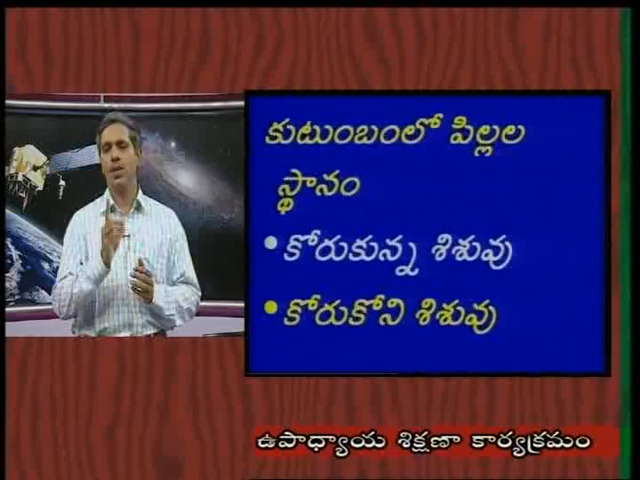 కుటుంబంలో పిల్లల
స్థానం
• కోరుకున్న శిశువు
• కోరుకోని శిశువు
ఉపాధ్యాయ శిక్షణా కార్యక్రమం